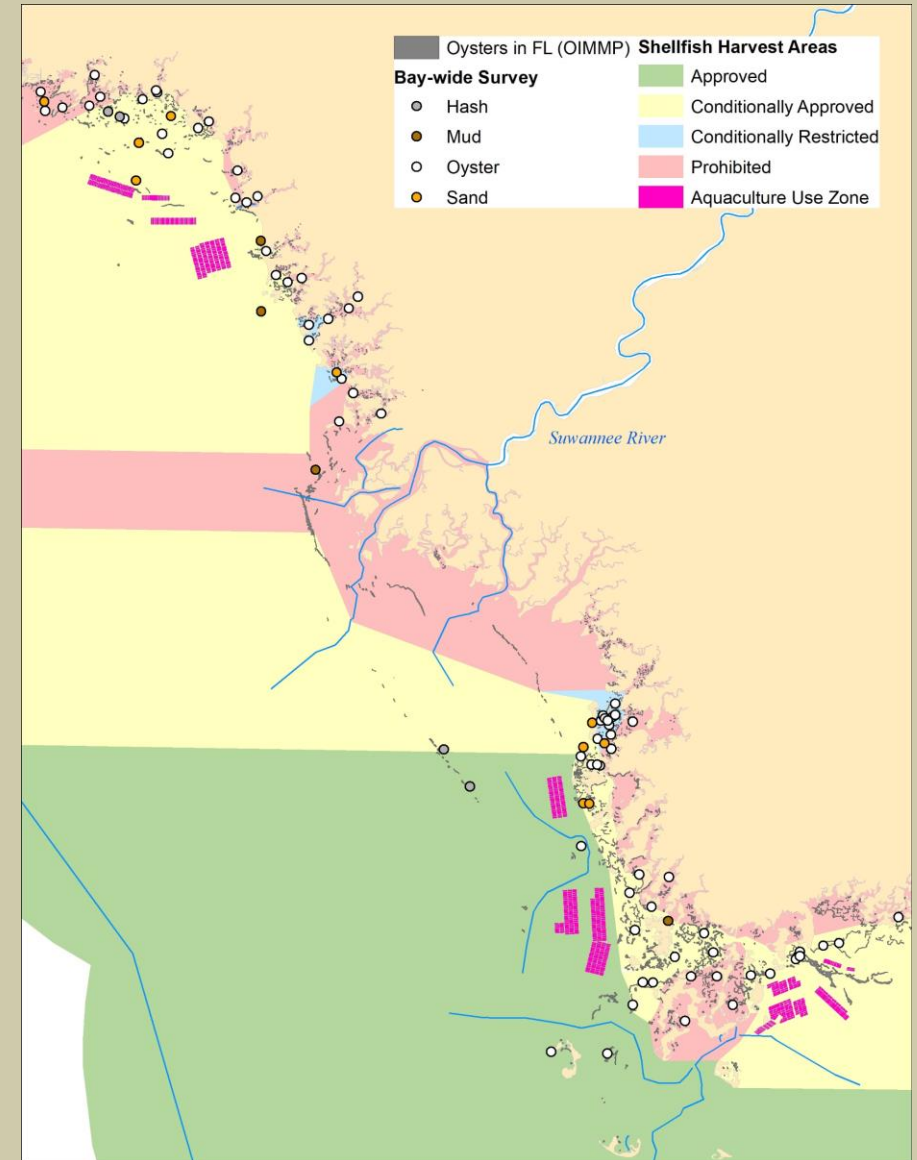 Oysters in FL (OIMMP)
Bay-wide Survey
Hash
Mud
Oyster
Sand
Shellfish Harvest Areas
Approved
Conditionally Approved
Conditionally Restricted
Prohibited
Aquaculture Use Zone
Suwannee River